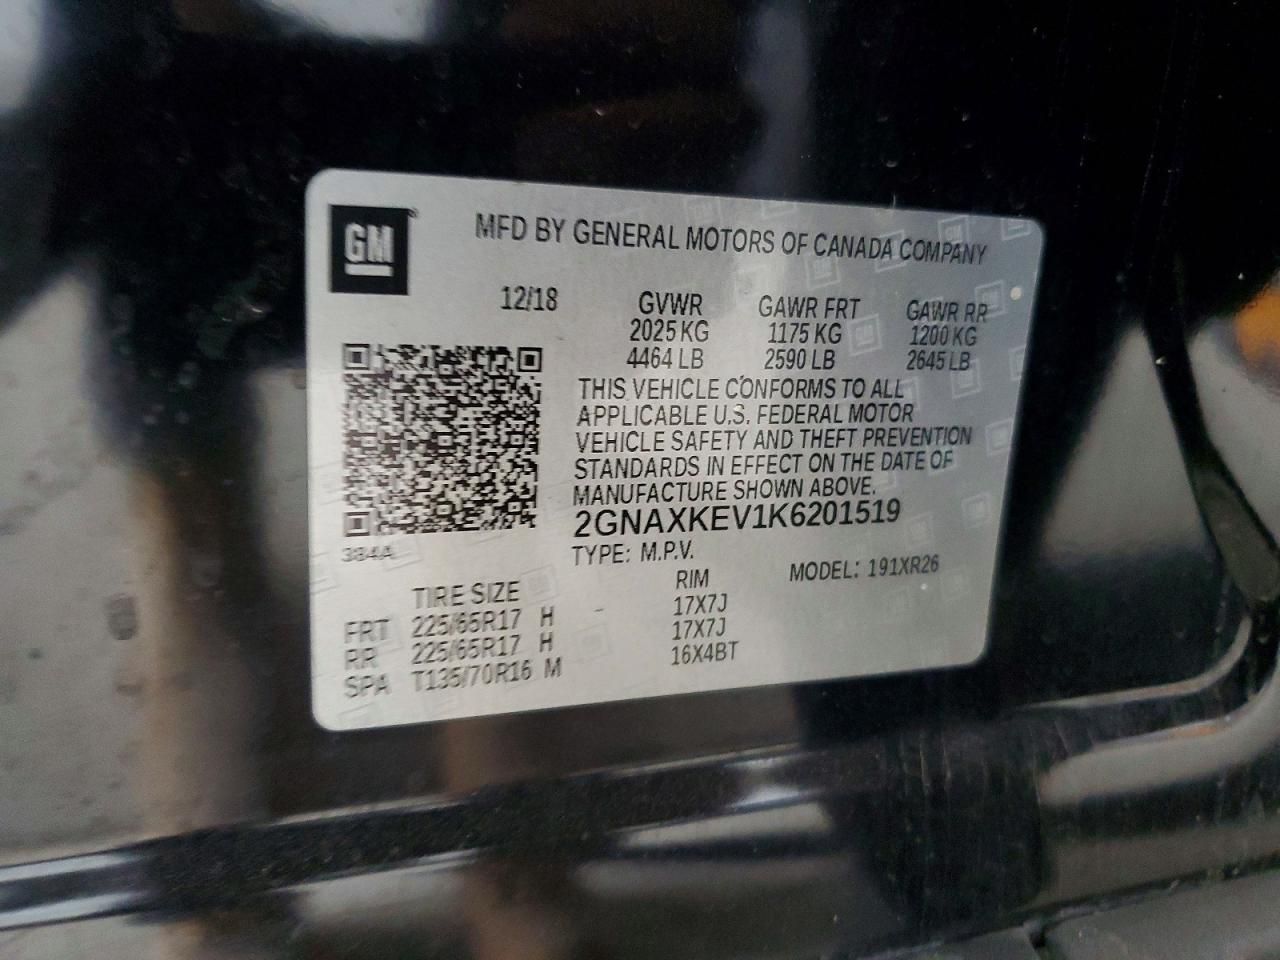 GM
MFD BY GENERAL MOTORS OF CANADA COMPANY
12/18 GVWR GAWR FRT GAWR RR
2025 KG 1175 KG 1200 KG
4464 LB 2590 LB 2645 LB
THIS VEHICLE CONFORMS TO ALL
APPLICABLE U.S. FEDERAL MOTOR
VEHICLE SAFETY AND THEFT PREVENTION
STANDARDS IN EFFECT ON THE DATE OF
MANUFACTURE SHOWN ABOVE.
2GNAXKEV1K6201519
384A
TYPE: M.P.V. MODEL: 191XR26
TIRE SIZE RIM
FRT 225/65R17 H 17X7J
RR 225/65R17 H 17X7J
SPA T135/70R16 M 16X4BT